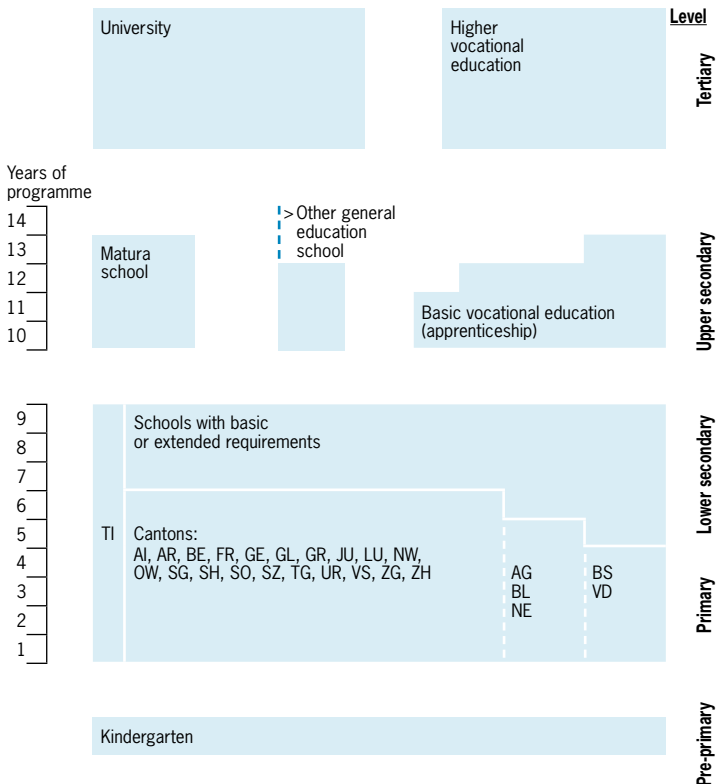 Level
University
Higher
vocational
education
Tertiary
Years of
programme
14
13
12
11
10
> Other general
education
school
Matura
school
Basic vocational education
(apprenticeship)
Upper secondary
9
8
7
6
5
4
3
2
1
Schools with basic
or extended requirements
TI
Cantons:
AI, AR, BE, FR, GE, GL, GR, JU, LU, NW,
OW, SG, SH, SO, SZ, TG, UR, VS, ZG, ZH
AG
BL
NE
BS
VD
Lower secondary
Primary
Kindergarten
Pre-primary